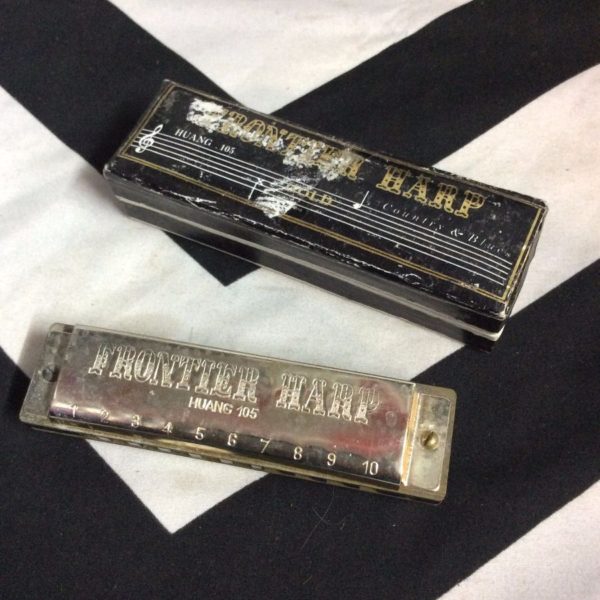 FRONTIER HARP
HUANG 105
Country & Blues
FRONTIER HARP
HUANG 105
1 2 3 4 5 6 7 8 9 10